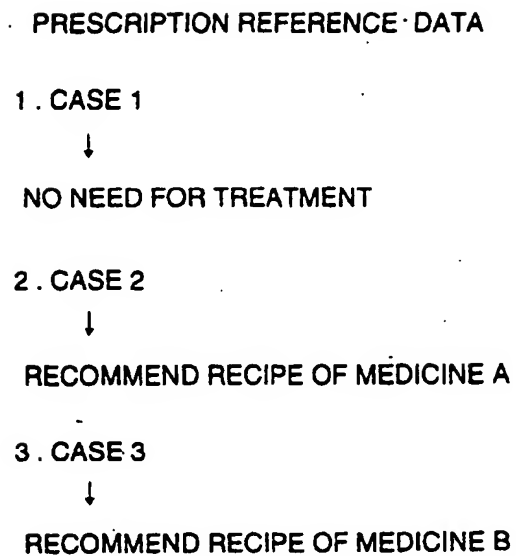 PRESCRIPTION REFERENCE DATA
1. CASE 1
↓
NO NEED FOR TREATMENT
2. CASE 2
↓
RECOMMEND RECIPE OF MEDICINE A
3. CASE 3
↓
RECOMMEND RECIPE OF MEDICINE B